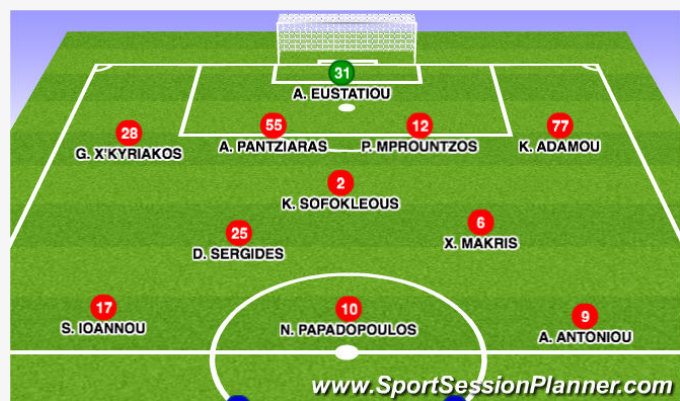 31
A. EUSTATIOU
28
G. X'KYRIAKOS
55
A. PANTZIARAS
12
P. MPROUNTZOS
77
K. ADAMOU
2
K. SOFOKLEOUS
25
D. SERGIDES
6
X. MAKRIS
17
S. IOANNOU
10
N. PAPADOPOULOS
9
A. ANTONIOU
www.SportSessionPlanner.com